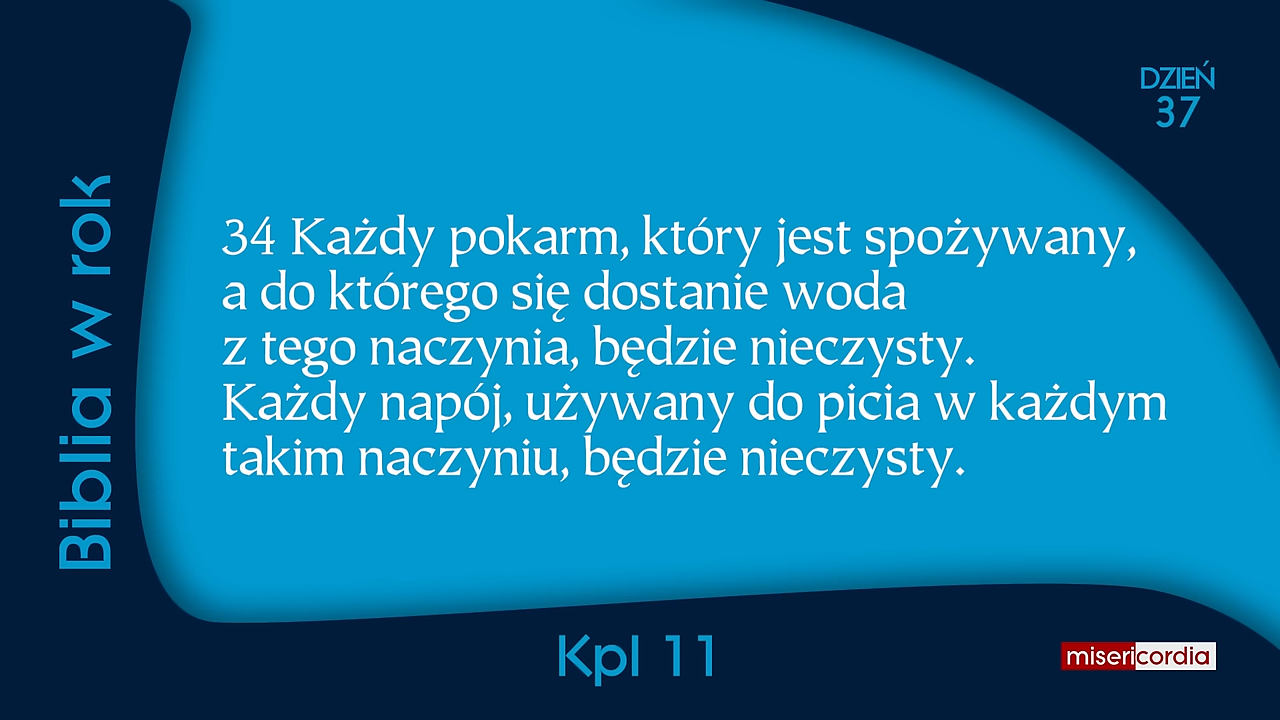 DZIEŃ
37
Biblia w rok
34 Każdy pokarm, który jest spożywany,
a do którego się dostanie woda
z tego naczynia, będzie nieczysty.
Każdy napój, używany do picia w każdym
takim naczyniu, będzie nieczysty.
Kpl 11
misericordia